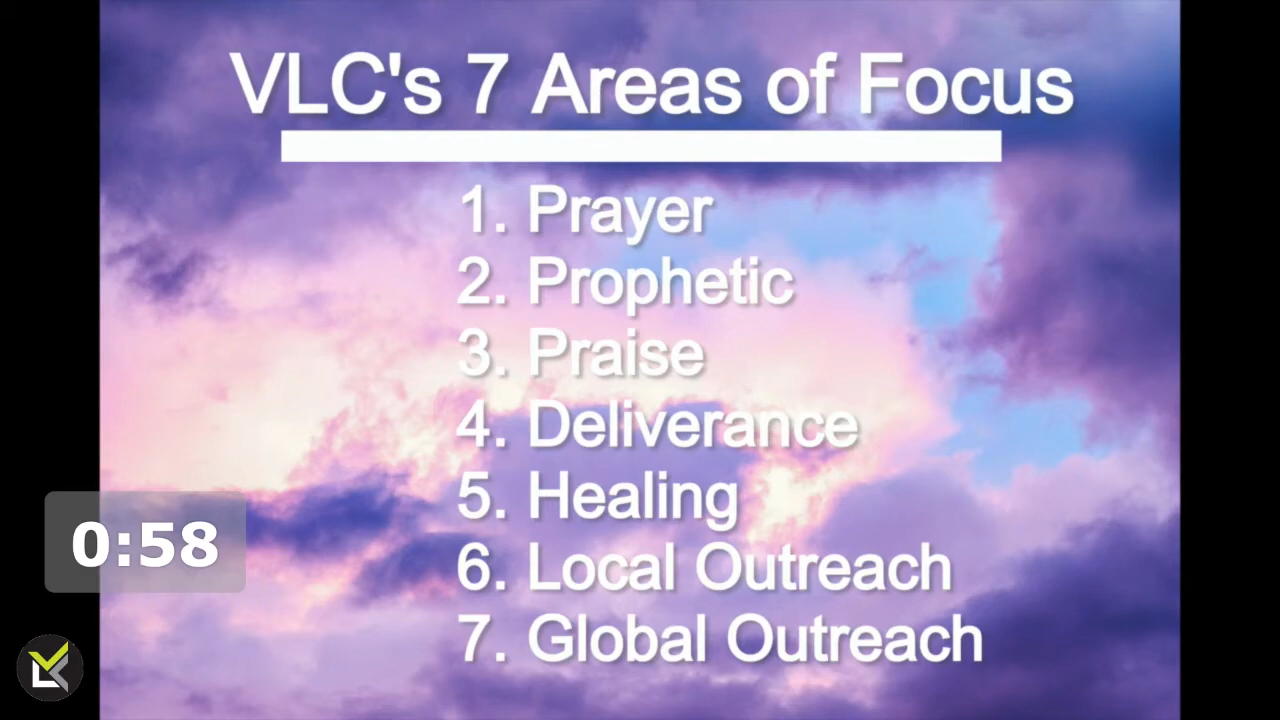 VLC's 7 Areas of Focus
1. Prayer
2. Prophetic
3. Praise
4. Deliverance
5. Healing
6. Local Outreach
7. Global Outreach
0:58